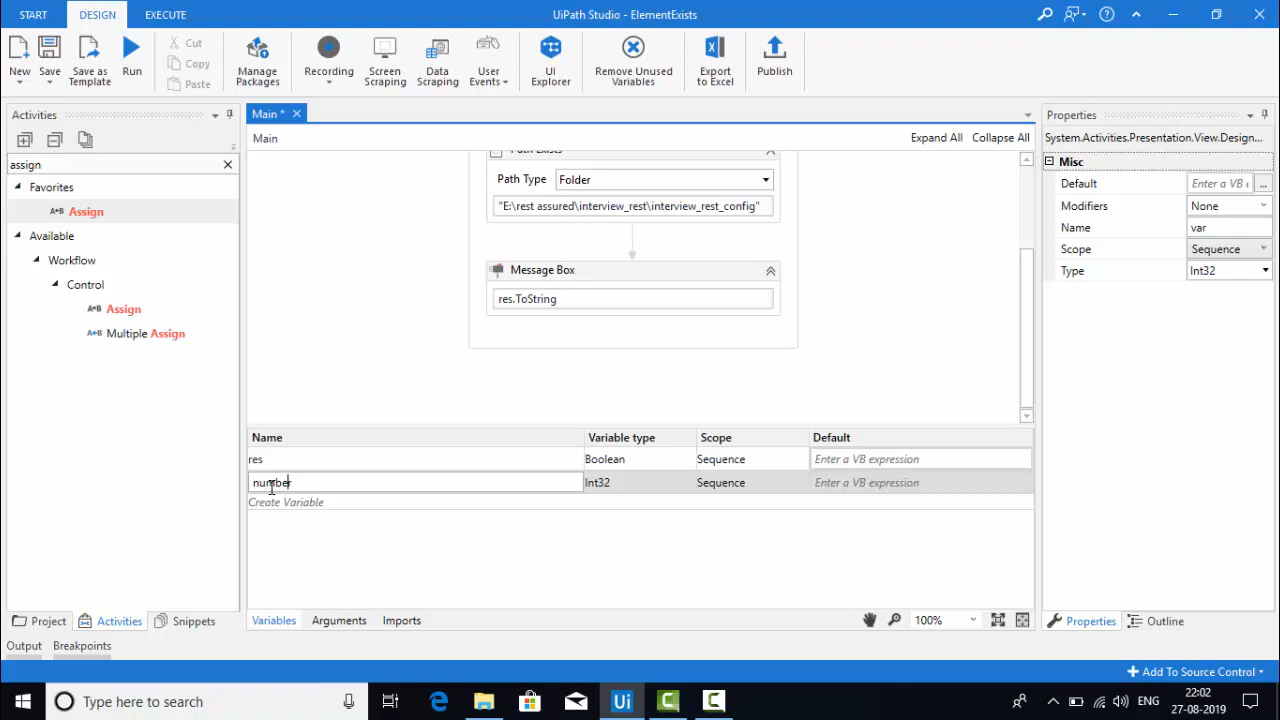 START
DESIGN
EXECUTE
UiPath Studio - ElementExists
New
Save
Save as Template
Run
Cut
Copy
Paste
Manage Packages
Recording
Screen Scraping
Data Scraping
User Events
UI Explorer
Remove Unused Variables
Export to Excel
Publish
Activities
assign
Favorites
Assign
Available
Workflow
Control
Assign
Multiple Assign
Project
Activities
Snippets
Output
Breakpoints
Main *
Main
Expand All
Collapse All
Path Exists
Path Type
Folder
"E:\rest assured\interview_rest\interview_rest_config"
Message Box
res.ToString
Name Variable type Scope Default
res Boolean Sequence Enter a VB expression
number Int32 Sequence Enter a VB expression
Create Variable
Variables
Arguments
Imports
100%
Properties
System.Activities.Presentation.View.Design...
Misc
Default Enter a VB e ...
Modifiers None
Name var
Scope Sequence
Type Int32
Properties
Outline
Add To Source Control
Type here to search
Ui
ENG
22:02
27-08-2019